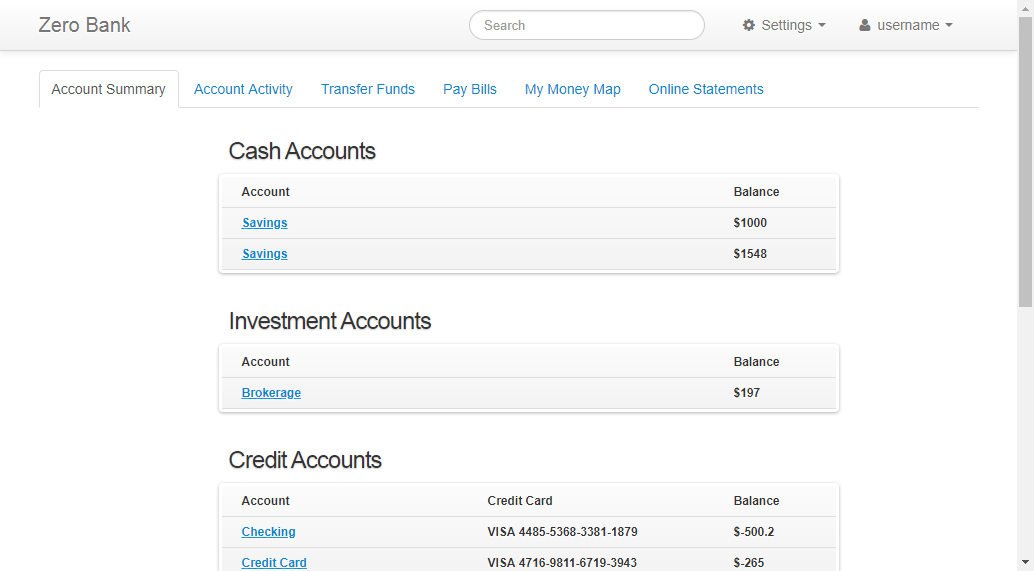 Zero Bank Search Settings username
Account Summary Account Activity Transfer Funds Pay Bills My Money Map Online Statements
Cash Accounts
Account Balance
Savings $1000
Savings $1548
Investment Accounts
Account Balance
Brokerage $197
Credit Accounts
Account Credit Card Balance
Checking VISA 4485-5368-3381-1879 $-500.2
Credit Card VISA 4716-9811-6719-3943 $-265